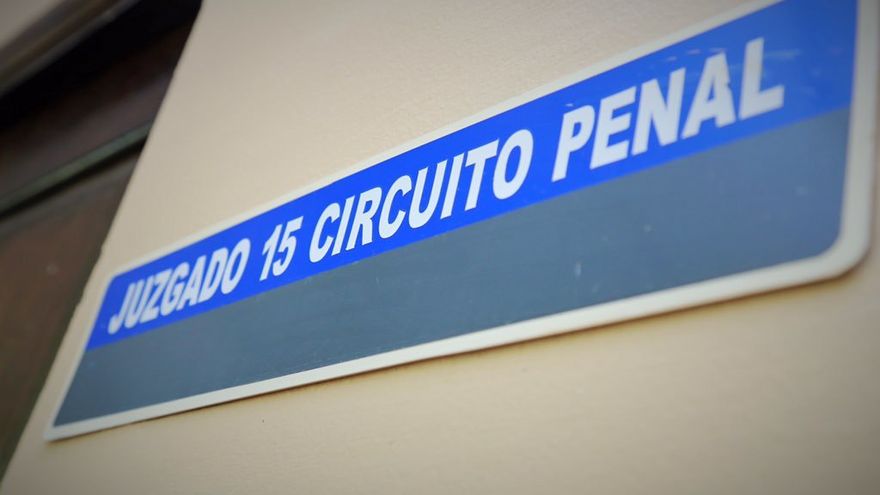 JUZGADO 15 CIRCUITO PENAL